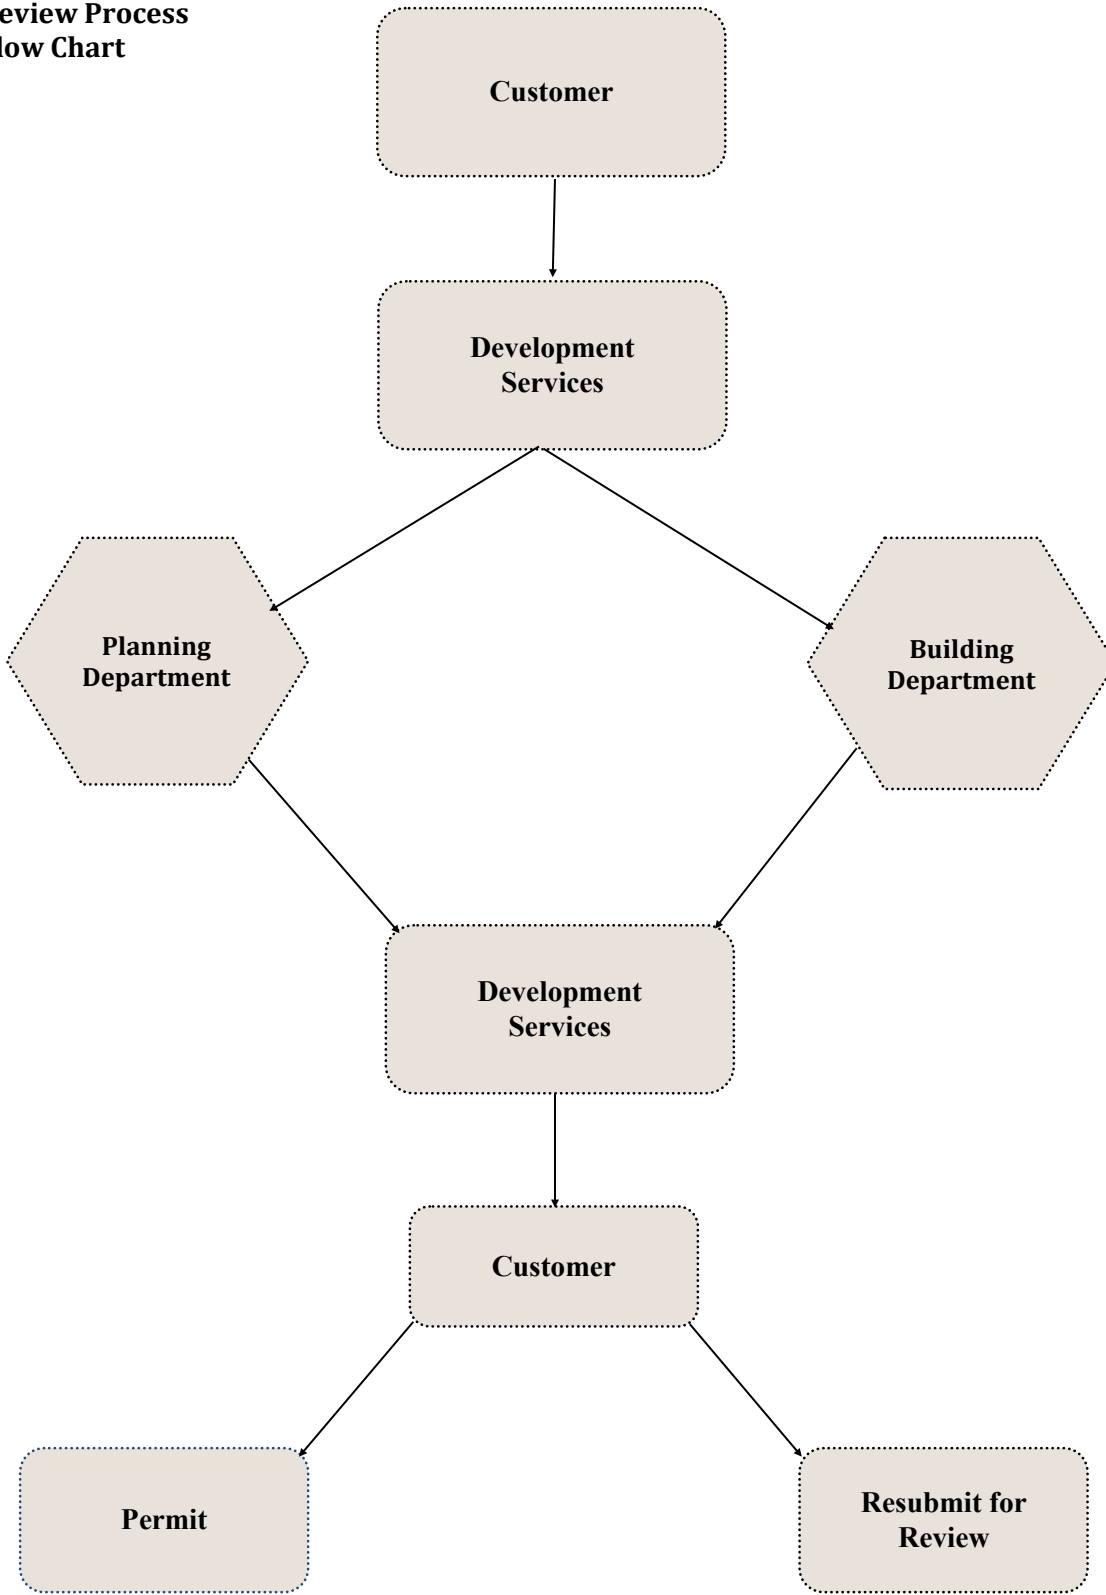 eview Process
low Chart
Customer
Development
Services
Planning
Department
Building
Department
Development
Services
Customer
Permit
Resubmit for
Review